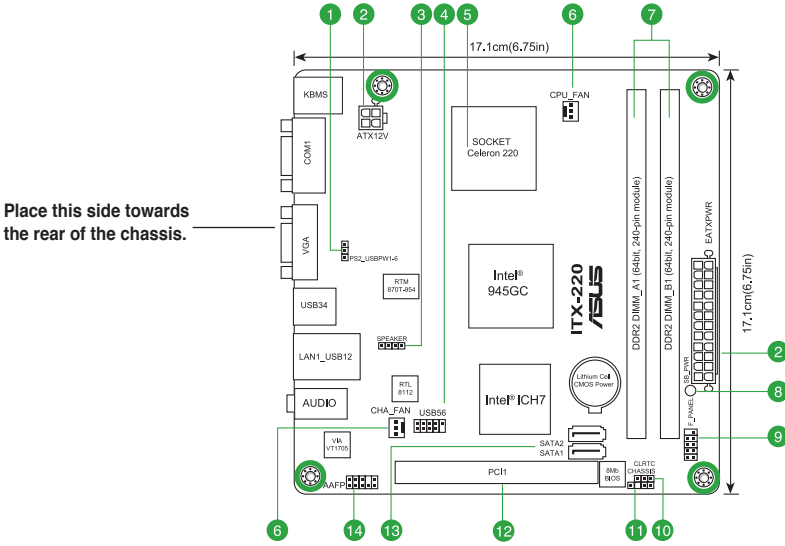 1
2
3
4
5
6
7
17.1cm(6.75in)
KBMS
ATX12V
CPU_FAN
SOCKET
Celeron 220
COM1
Place this side towards
the rear of the chassis.
VGA
PS2_USBPW1-6
RTM
870T-954
Intel®
945GC
ITX-220
ASUS
DDR2 DIMM_A1 (64bit, 240-pin module)
DDR2 DIMM_B1 (64bit, 240-pin module)
EATXPWR
17.1cm(6.75in)
USB34
SPEAKER
LAN1_USB12
2
SB_PWR
8
RTL
8112
Lithium Cell
CMOS Power
AUDIO
CHA_FAN
USB56
Intel® ICH7
F_PANEL
9
VIA
VT1705
SATA2
SATA1
AAFP
PCI1
8Mb
BIOS
CLRTC
CHASSIS
6
14
13
12
11
10